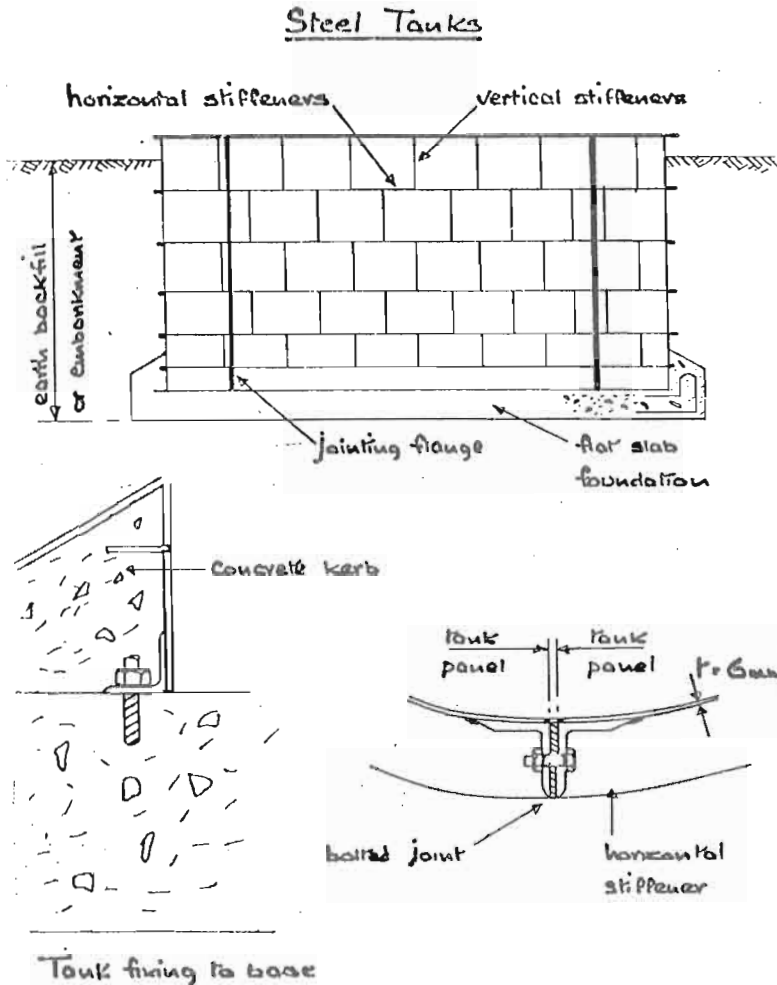 Steel Tanks
horizontal stiffeners
vertical stiffeners
earth backfill
or embankment
jointing flange
flat slab
foundation
concrete kerb
tank
panel
tank
panel
t= 6mm
bolted joint
horizontal
stiffener
Tank fixing to base